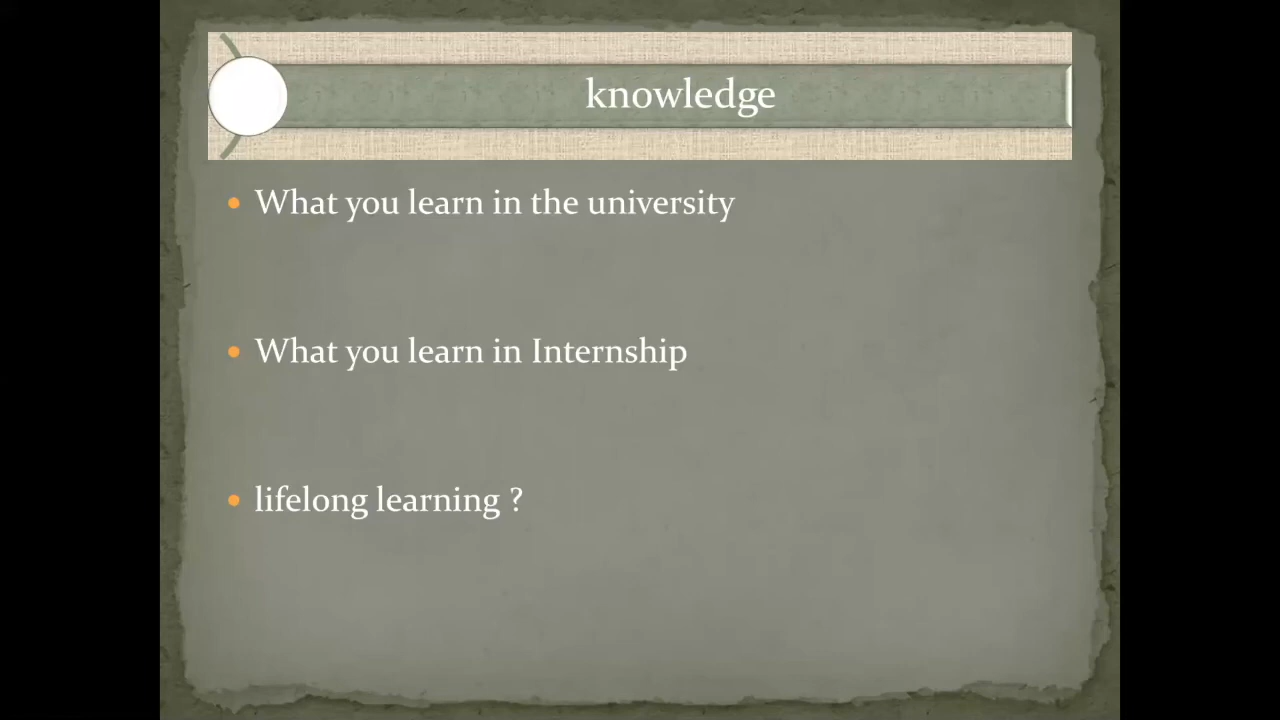 knowledge
What you learn in the university
What you learn in Internship
lifelong learning ?